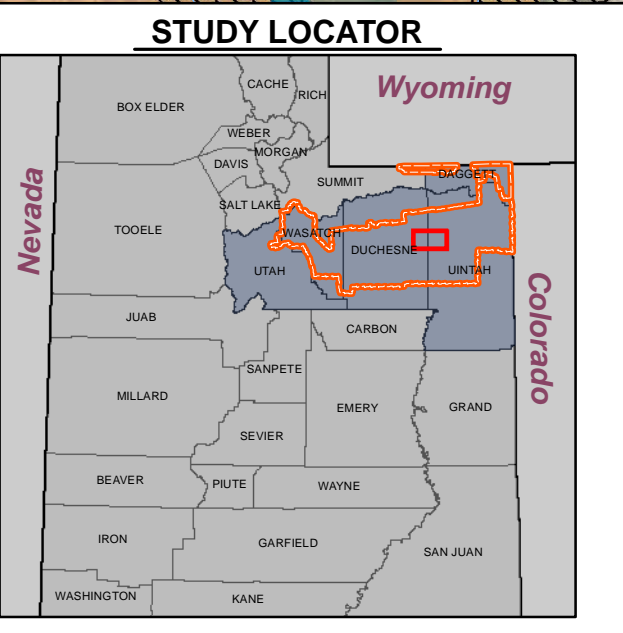 STUDY LOCATOR
CACHE
RICH
Wyoming
BOX ELDER
WEBER
MORGAN
DAVIS
DAGGETT
SUMMIT
SALT LAKE
Nevada
TOOELE
WASATCH
DUCHESNE
UTAH
UINTAH
Colorado
JUAB
CARBON
SANPETE
MILLARD
EMERY
GRAND
SEVIER
BEAVER
PIUTE
WAYNE
IRON
GARFIELD
SAN JUAN
WASHINGTON
KANE